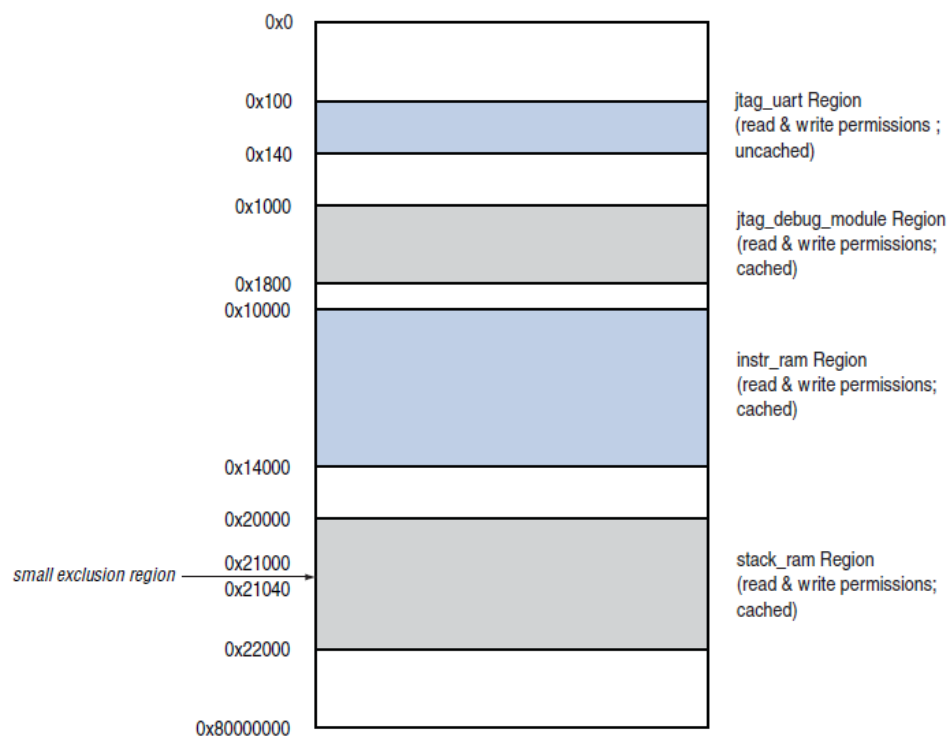 0x0
0x100
jtag_uart Region
(read & write permissions ;
uncached)
0x140
0x1000
jtag_debug_module Region
(read & write permissions;
cached)
0x1800
0x10000
instr_ram Region
(read & write permissions;
cached)
0x14000
0x20000
stack_ram Region
(read & write permissions;
cached)
0x21000
small exclusion region
0x21040
0x22000
0x80000000